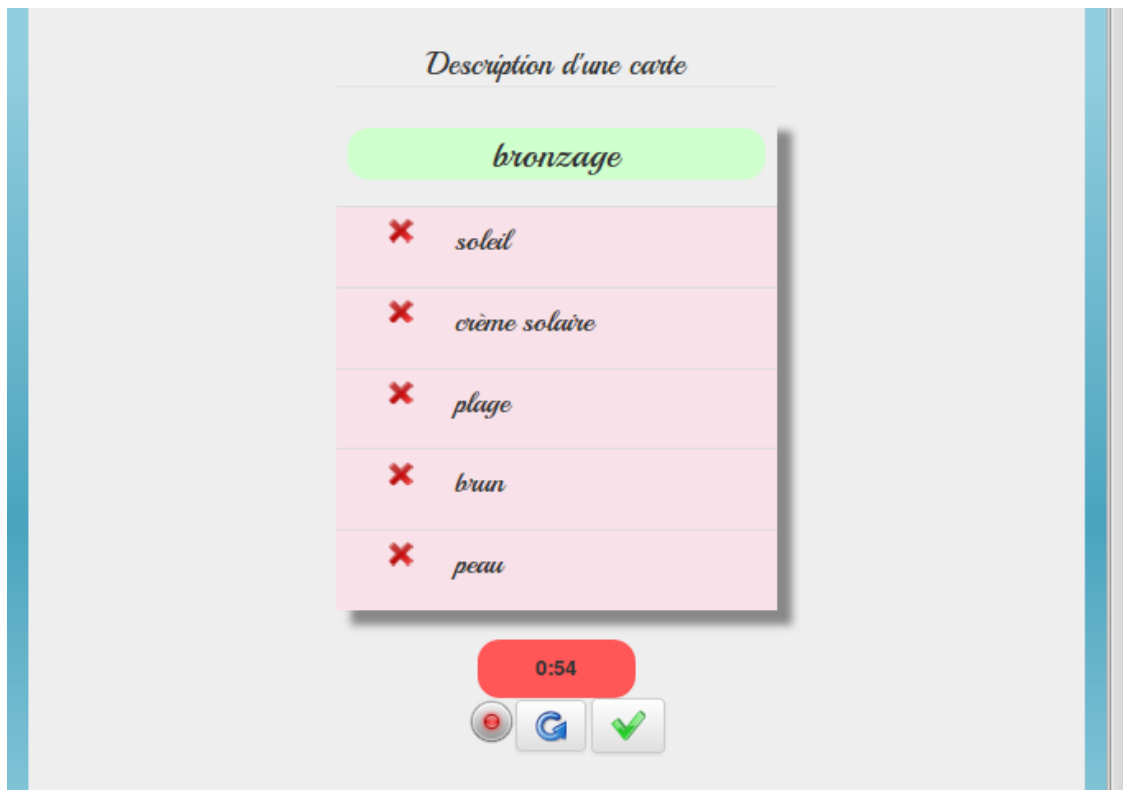 Description d'une carte
bronzage
soleil
crème solaire
plage
brun
peau
0:54